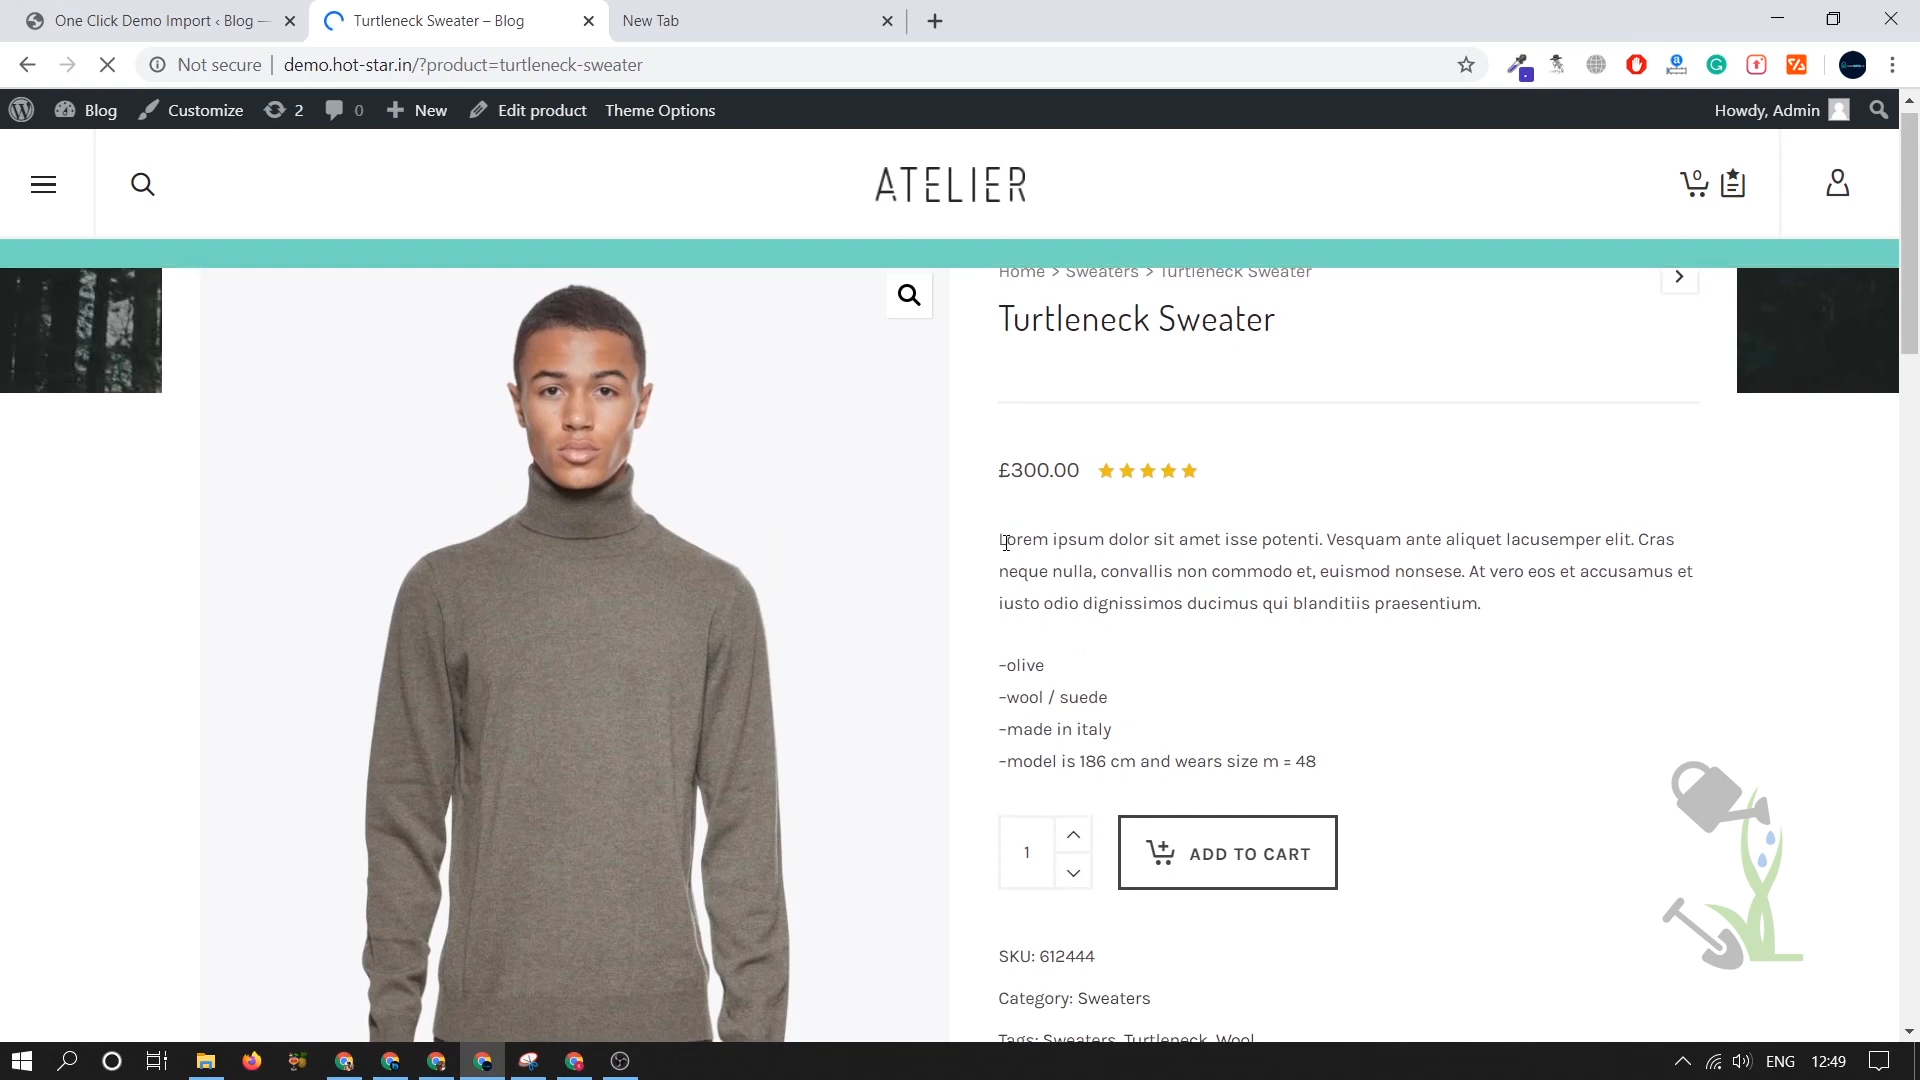 One Click Demo Import ‹ Blog —
Turtleneck Sweater – Blog
New Tab
Not secure
demo.hot-star.in/?product=turtleneck-sweater
Blog
Customize
2
0
New
Edit product
Theme Options
Howdy, Admin
ATELIER
0
Home > Sweaters > Turtleneck Sweater
Turtleneck Sweater
£300.00
Lorem ipsum dolor sit amet isse potenti. Vesquam ante aliquet lacusemper elit. Cras
neque nulla, convallis non commodo et, euismod nonsese. At vero eos et accusamus et
iusto odio dignissimos ducimus qui blanditiis praesentium.
–olive
–wool / suede
–made in italy
–model is 186 cm and wears size m = 48
1
ADD TO CART
SKU: 612444
Category: Sweaters
Tags: Sweaters, Turtleneck, Wool
ENG
12:49